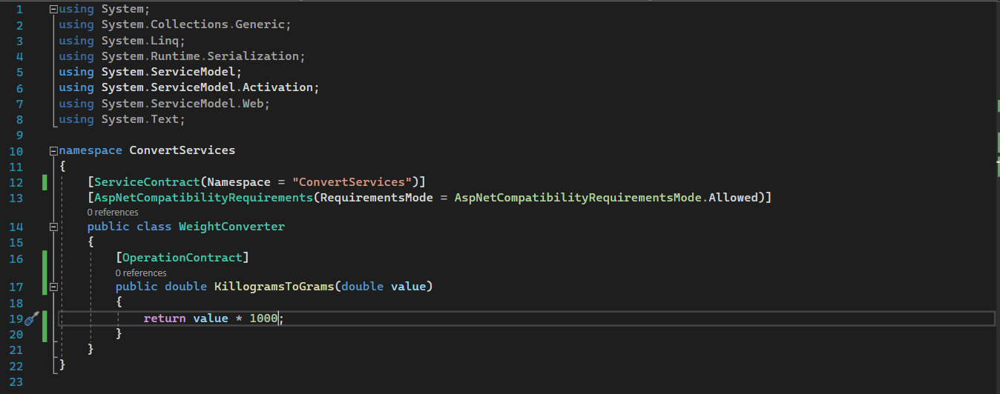 1 using System;
2 using System.Collections.Generic;
3 using System.Linq;
4 using System.Runtime.Serialization;
5 using System.ServiceModel;
6 using System.ServiceModel.Activation;
7 using System.ServiceModel.Web;
8 using System.Text;
9
10 namespace ConvertServices
11 {
12 [ServiceContract(Namespace = "ConvertServices")]
13 [AspNetCompatibilityRequirements(RequirementsMode = AspNetCompatibilityRequirementsMode.Allowed)]
0 references
14 public class WeightConverter
15 {
16 [OperationContract]
0 references
17 public double KillogramsToGrams(double value)
18 {
19 return value * 1000;
20 }
21 }
22 }
23